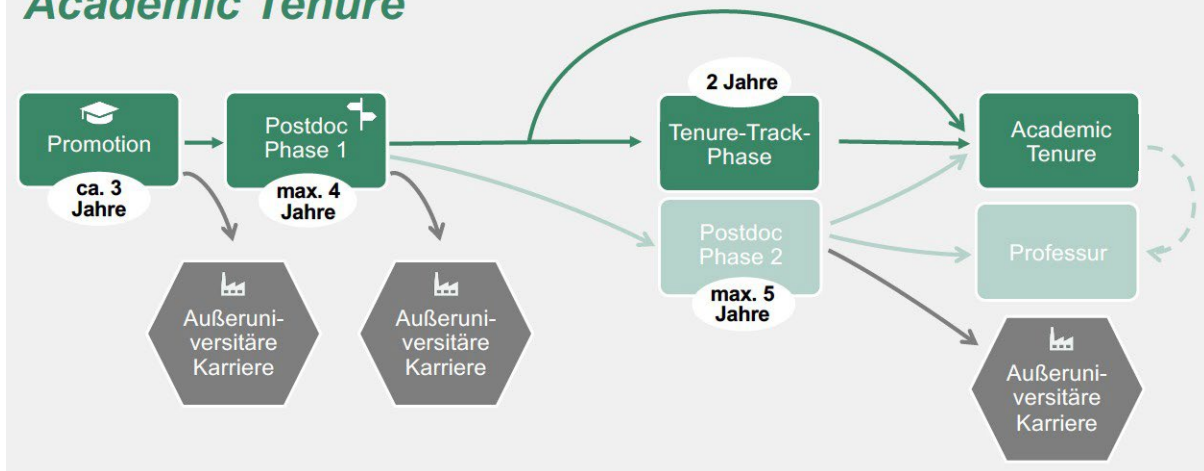 Academic Tenure
Promotion
ca. 3
Jahre
Postdoc
Phase 1
max. 4
Jahre
2 Jahre
Tenure-Track-
Phase
Academic
Tenure
Postdoc
Phase 2
max. 5
Jahre
Professur
Außeruni-
versitäre
Karriere
Außeruni-
versitäre
Karriere
Außeruni-
versitäre
Karriere